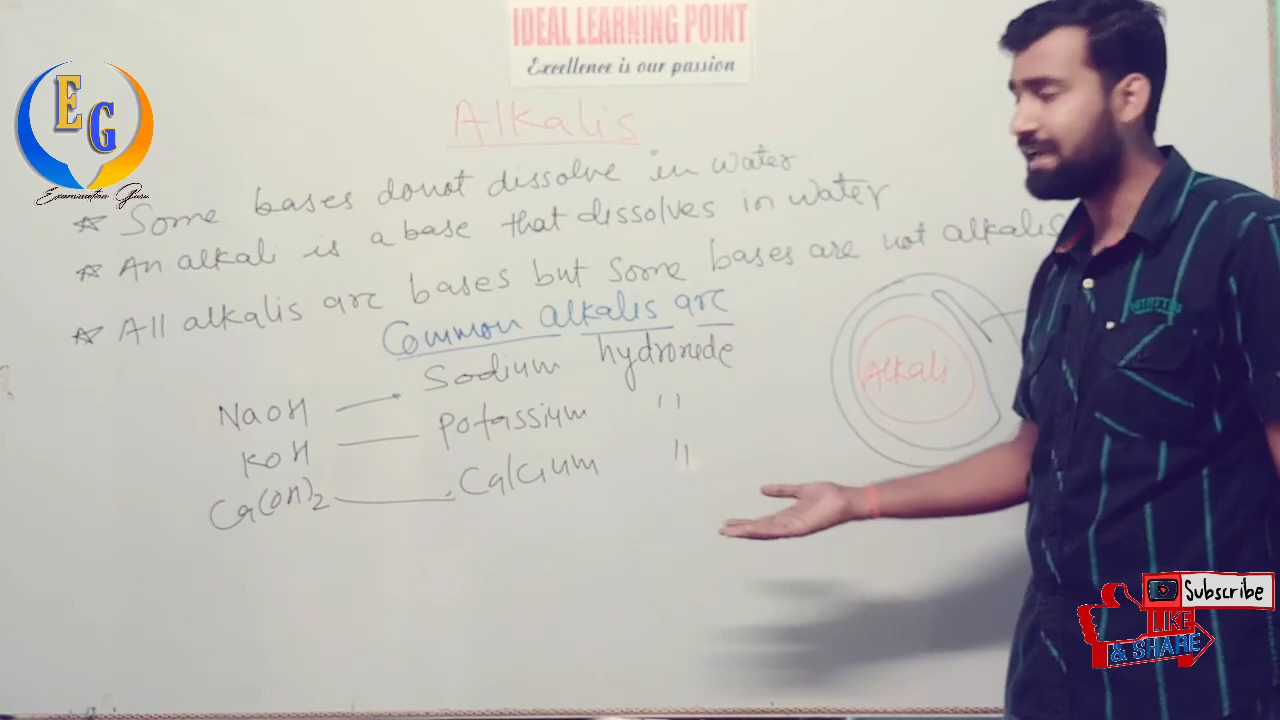 IDEAL LEARNING POINT
Excellence is our passion
E G
Examination Guru
Alkalis
☆ Some bases donot dissolve in water
☆ An alkali is a base that dissolves in water
☆ All alkalis are bases but some bases are not alkalis
Common alkalis are
NaOH → Sodium hydroxide
KOH — Potassium "
Ca(OH)2 — Calcium "
Alkali
Subscribe
LIKE
& SHARE